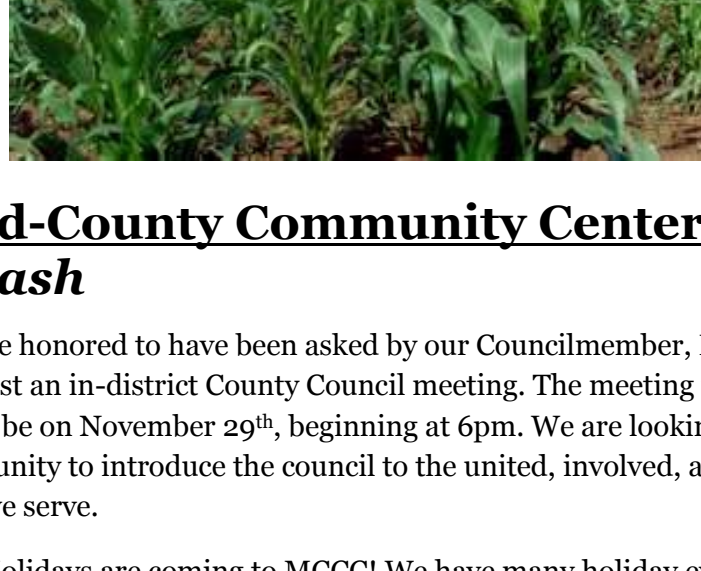 d-County Community Center
ash
e honored to have been asked by our Councilmember,
st an in-district County Council meeting. The meeting
be on November 29th, beginning at 6pm. We are lookin
unity to introduce the council to the united, involved, a
ve serve.
olidays are coming to MCCC! We have many holiday e